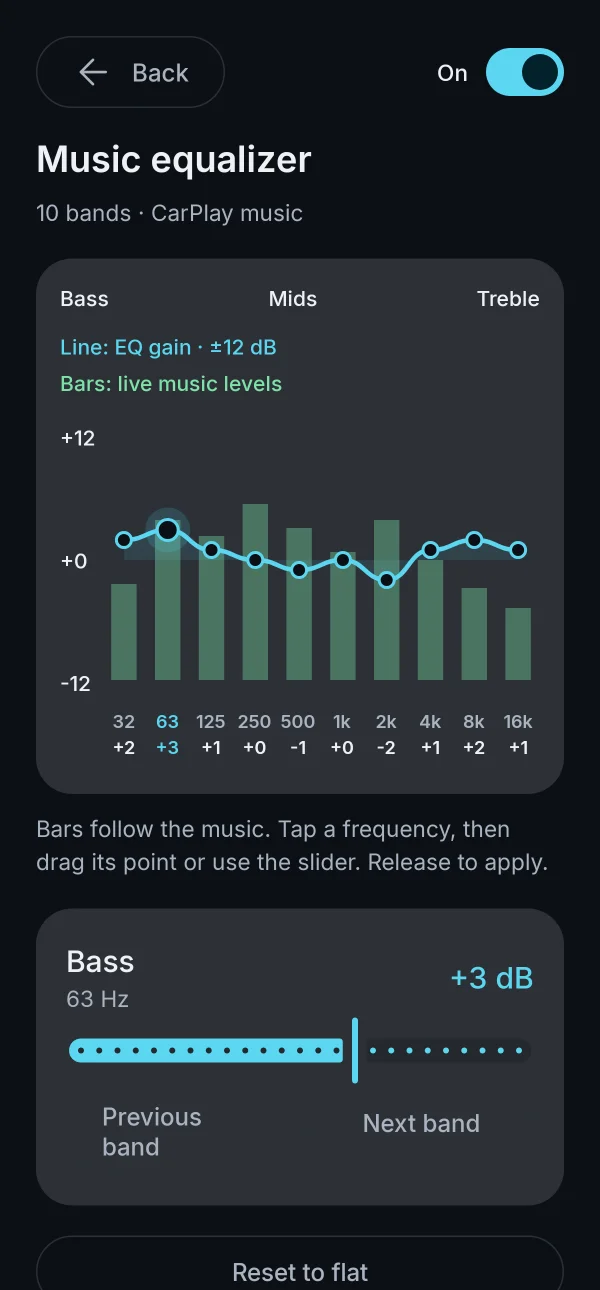 Back
On
Music equalizer
10 bands · CarPlay music
Bass Mids Treble
Line: EQ gain · ±12 dB
Bars: live music levels
+12
+0
-12
32 63 125 250 500 1k 2k 4k 8k 16k
+2 +3 +1 +0 -1 +0 -2 +1 +2 +1
Bars follow the music. Tap a frequency, then
drag its point or use the slider. Release to apply.
Bass
+3 dB
63 Hz
Previous
band
Next band
Reset to flat